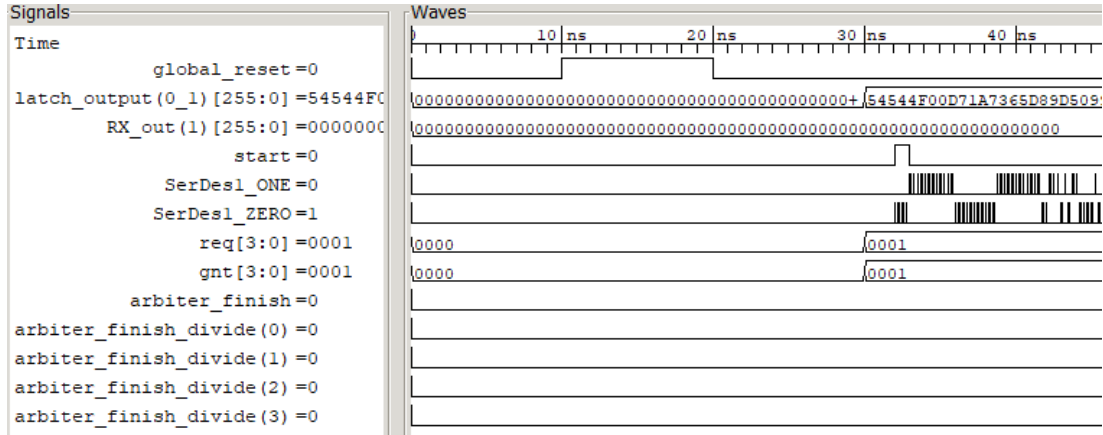 Signals
Waves
Time
10 ns 20 ns 30 ns 40 ns
global_reset=0
latch_output(0_1)[255:0]=54544F0 000000000000000000000000000000000000000000+ 54544F00D71A7365D89D509
RX_out(1)[255:0]=0000000 0000000000000000000000000000000000000000000000000000000000000000
start=0
SerDes1_ONE=0
SerDes1_ZERO=1
req[3:0]=0001 0000 0001
gnt[3:0]=0001 0000 0001
arbiter_finish=0
arbiter_finish_divide(0)=0
arbiter_finish_divide(1)=0
arbiter_finish_divide(2)=0
arbiter_finish_divide(3)=0